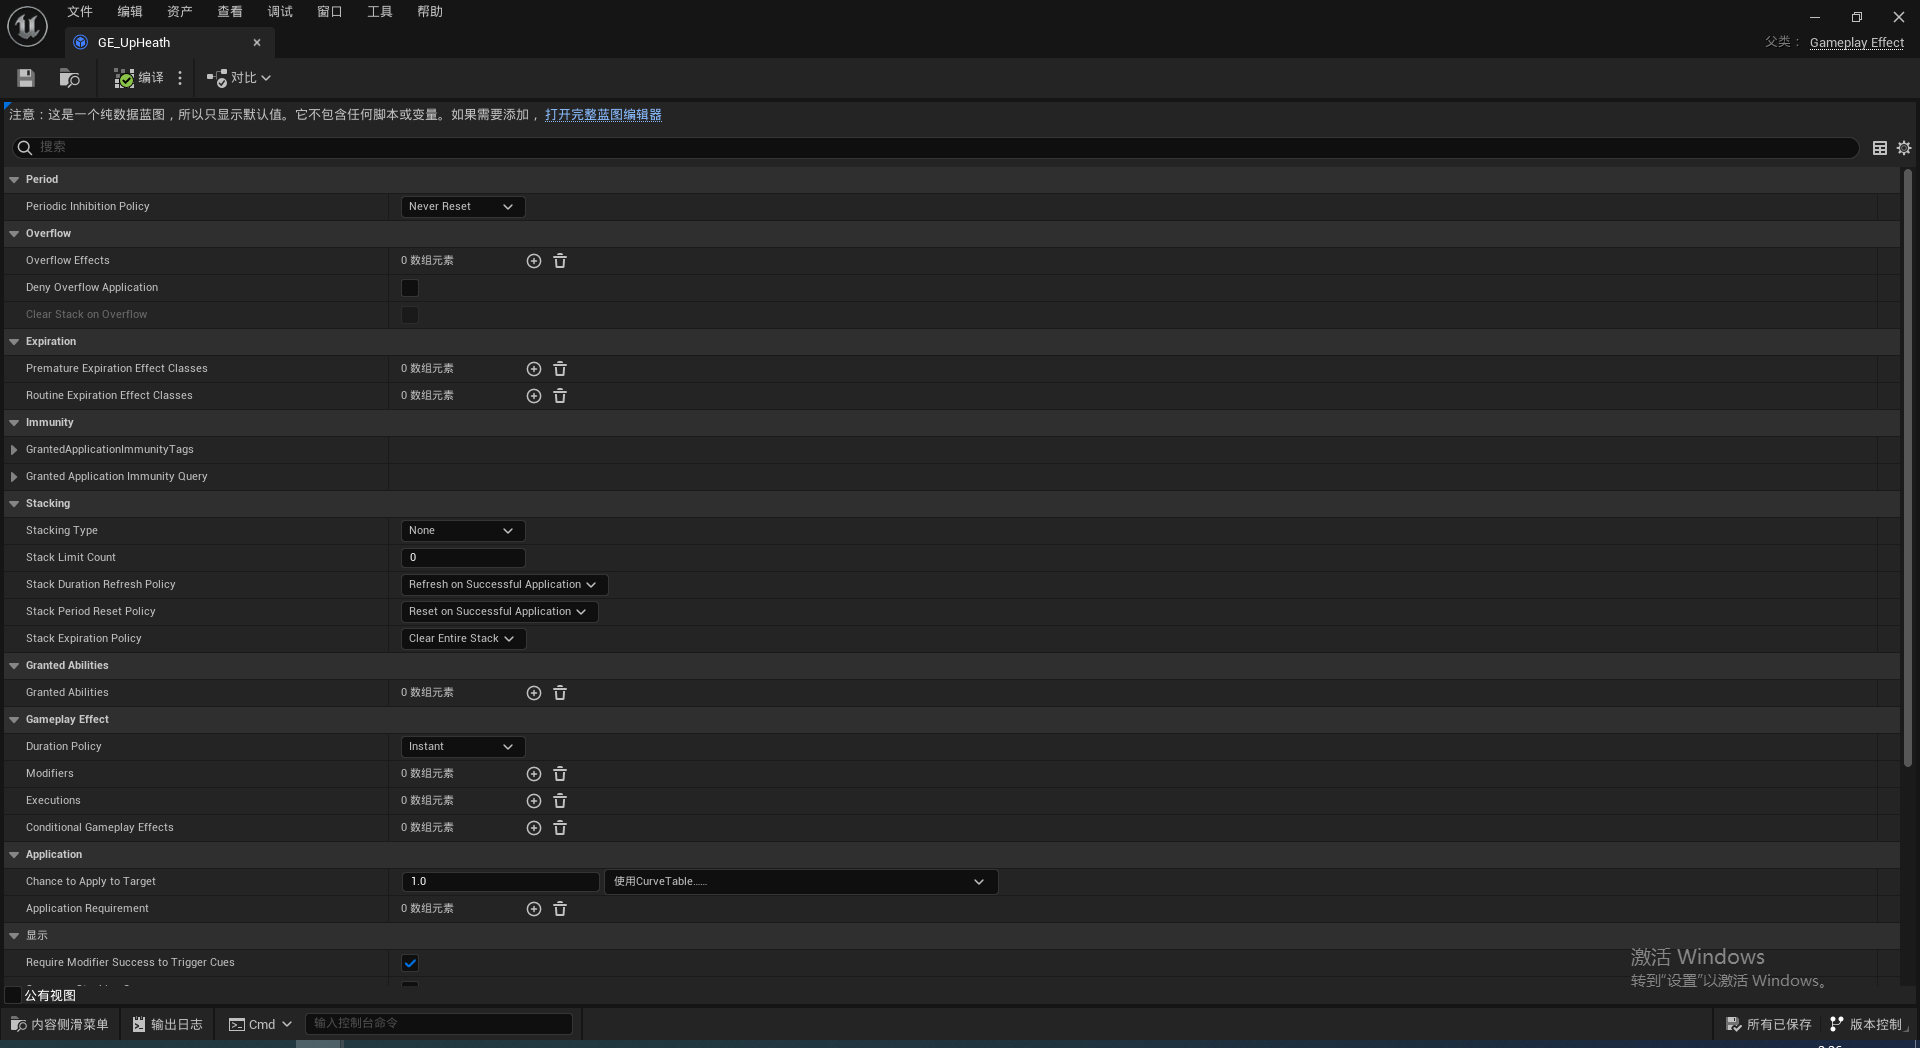 文件 编辑 资产 查看 调试 窗口 工具 帮助
GE_UpHeath
父类： Gameplay Effect
编译 对比
注意：这是一个纯数据蓝图，所以只显示默认值。它不包含任何脚本或变量。如果需要添加，打开完整蓝图编辑器
搜索
Period
Periodic Inhibition Policy Never Reset
Overflow
Overflow Effects 0 数组元素
Deny Overflow Application
Clear Stack on Overflow
Expiration
Premature Expiration Effect Classes 0 数组元素
Routine Expiration Effect Classes 0 数组元素
Immunity
GrantedApplicationImmunityTags
Granted Application Immunity Query
Stacking
Stacking Type None
Stack Limit Count 0
Stack Duration Refresh Policy Refresh on Successful Application
Stack Period Reset Policy Reset on Successful Application
Stack Expiration Policy Clear Entire Stack
Granted Abilities
Granted Abilities 0 数组元素
Gameplay Effect
Duration Policy Instant
Modifiers 0 数组元素
Executions 0 数组元素
Conditional Gameplay Effects 0 数组元素
Application
Chance to Apply to Target 1.0 使用CurveTable......
Application Requirement 0 数组元素
显示
Require Modifier Success to Trigger Cues
激活 Windows
转到"设置"以激活 Windows。
公有视图
内容侧滑菜单 输出日志 Cmd 输入控制台命令 所有已保存 版本控制